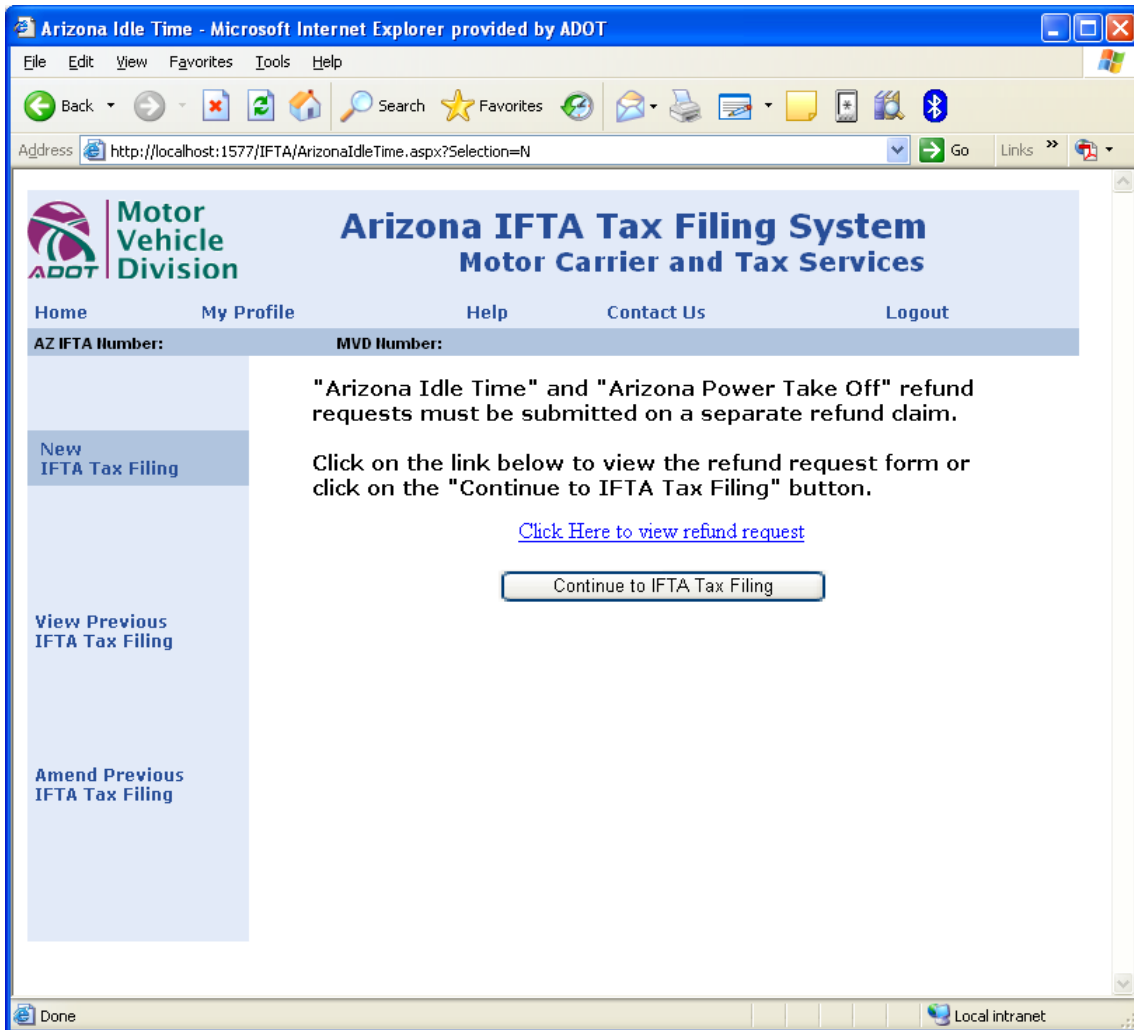 Arizona Idle Time - Microsoft Internet Explorer provided by ADOT
File Edit View Favorites Tools Help
Back Search Favorites
Address http://localhost:1577/IFTA/ArizonaIdleTime.aspx?Selection=N Go Links »
ADOT
Motor
Vehicle
Division
Arizona IFTA Tax Filing System
Motor Carrier and Tax Services
Home My Profile Help Contact Us Logout
AZ IFTA Number: MVD Number:
New
IFTA Tax Filing
View Previous
IFTA Tax Filing
Amend Previous
IFTA Tax Filing
"Arizona Idle Time" and "Arizona Power Take Off" refund
requests must be submitted on a separate refund claim.
Click on the link below to view the refund request form or
click on the "Continue to IFTA Tax Filing" button.
Click Here to view refund request
Continue to IFTA Tax Filing
Done Local intranet